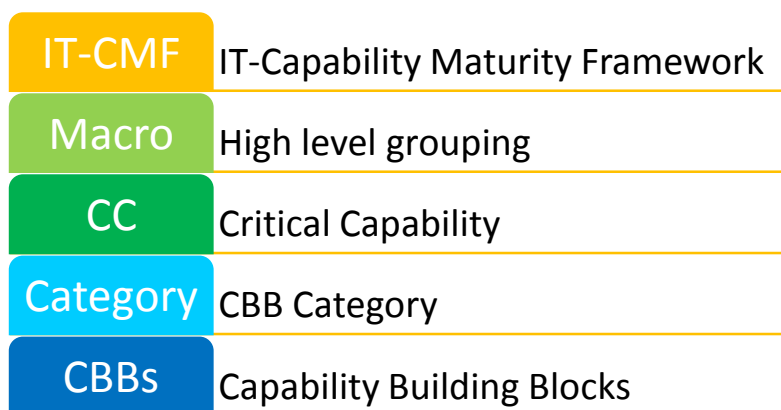 IT-CMF IT-Capability Maturity Framework
Macro High level grouping
CC Critical Capability
Category CBB Category
CBBs Capability Building Blocks